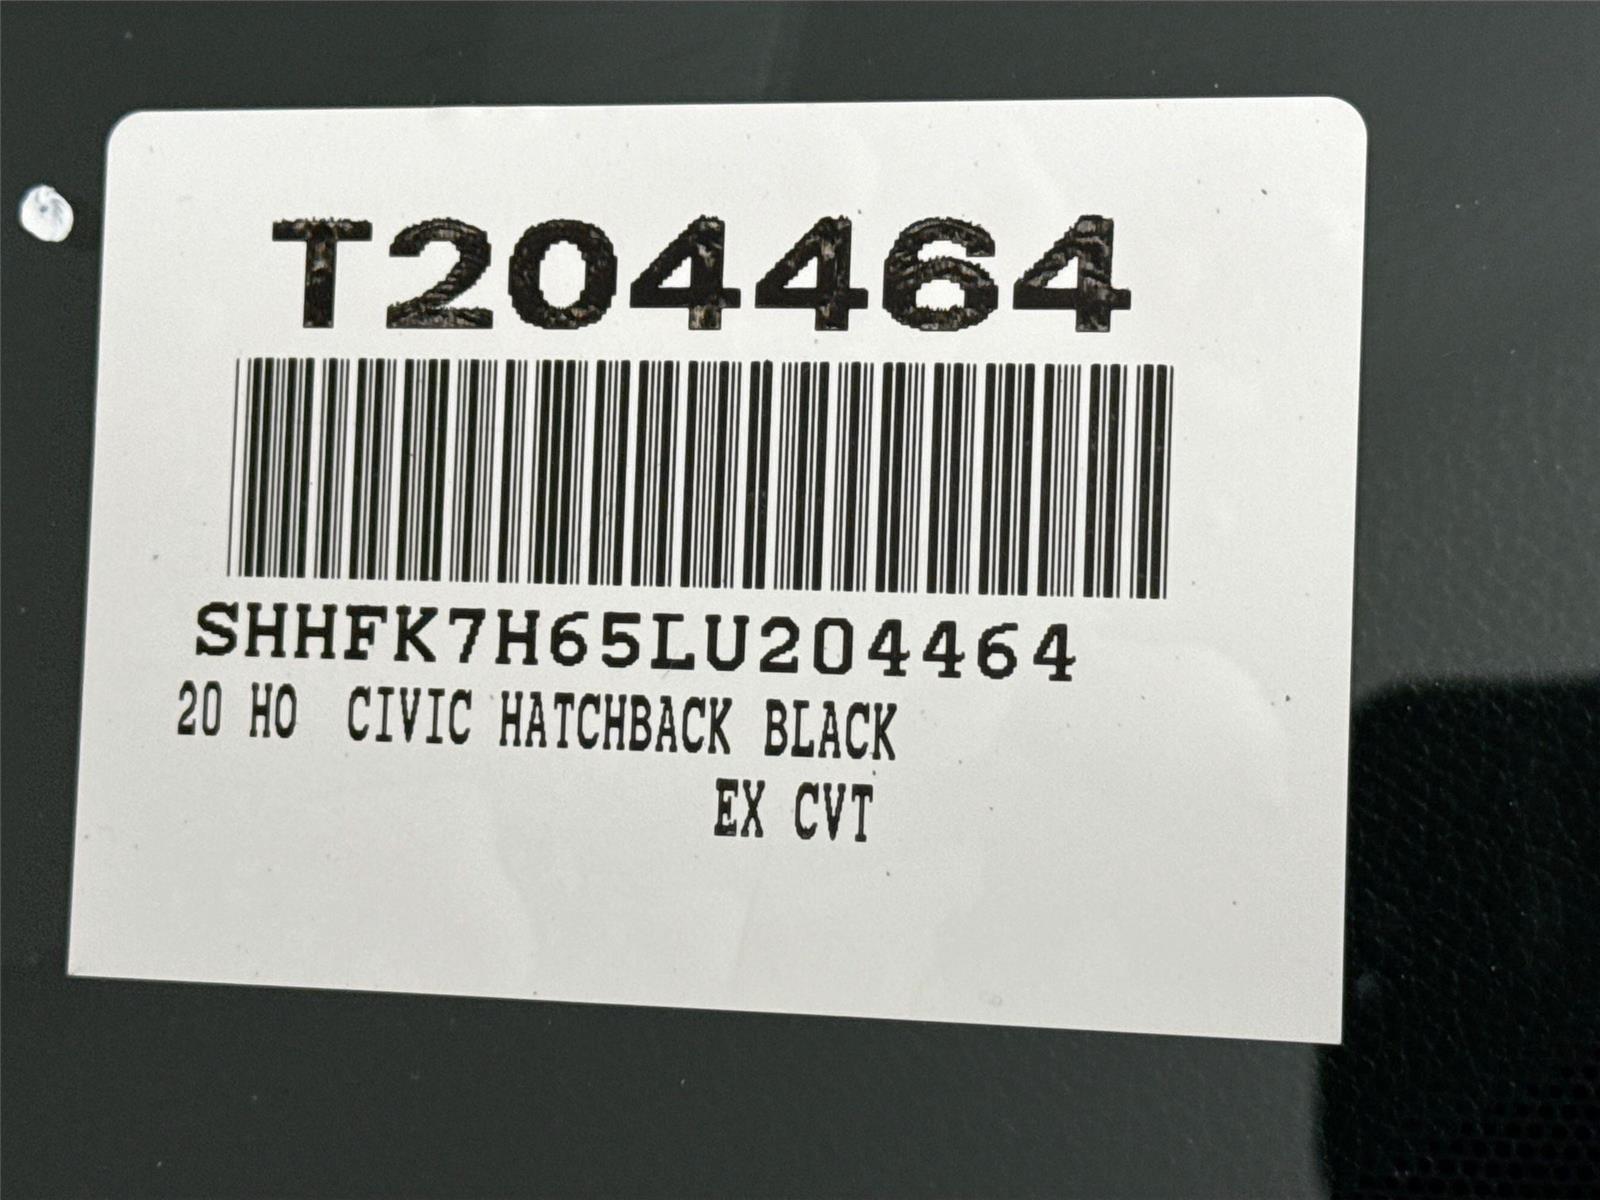 T204464
SHHFK7H65LU204464
20 HO CIVIC HATCHBACK BLACK
EX CVT